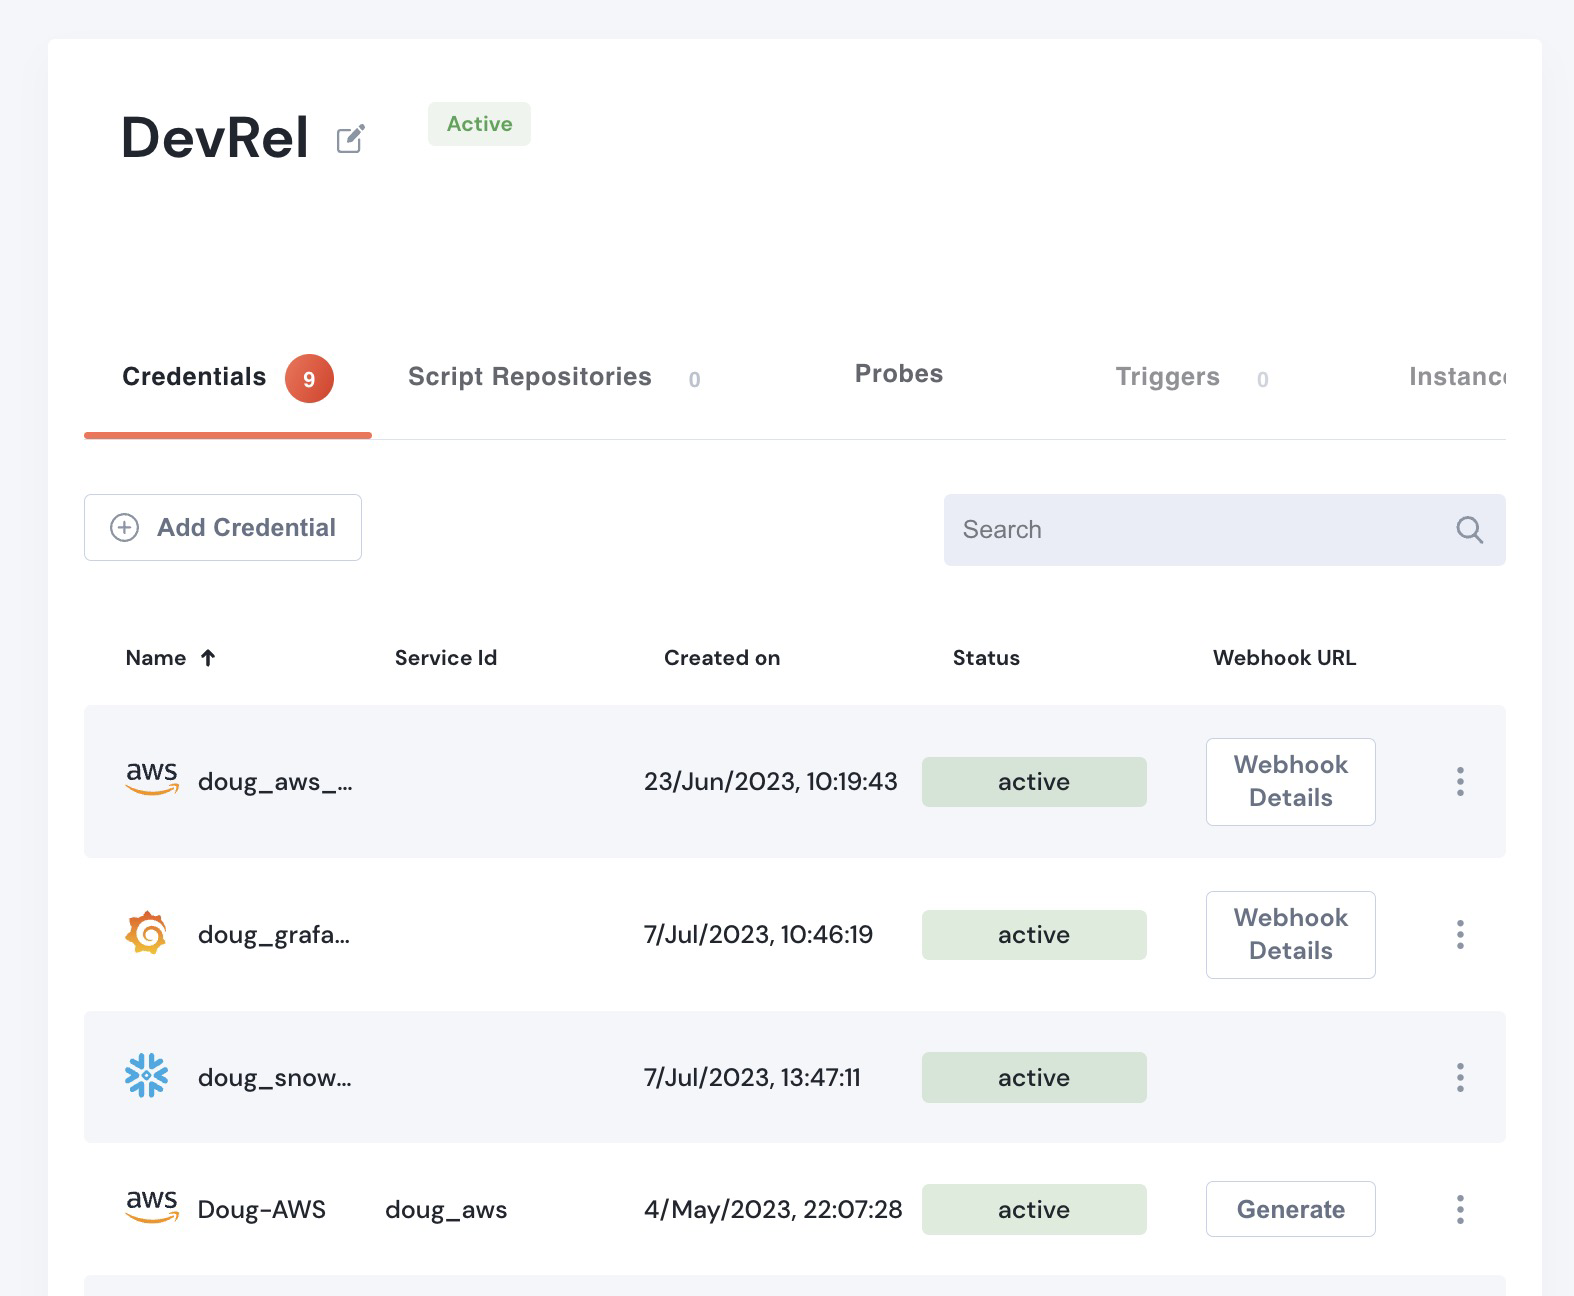 DevRel
Active
Credentials 9 Script Repositories 0 Probes Triggers 0 Instanc
Add Credential
Search
Name Service Id Created on Status Webhook URL
aws doug_aws_... 23/Jun/2023, 10:19:43 active Webhook Details
doug_grafa... 7/Jul/2023, 10:46:19 active Webhook Details
doug_snow... 7/Jul/2023, 13:47:11 active
aws Doug-AWS doug_aws 4/May/2023, 22:07:28 active Generate